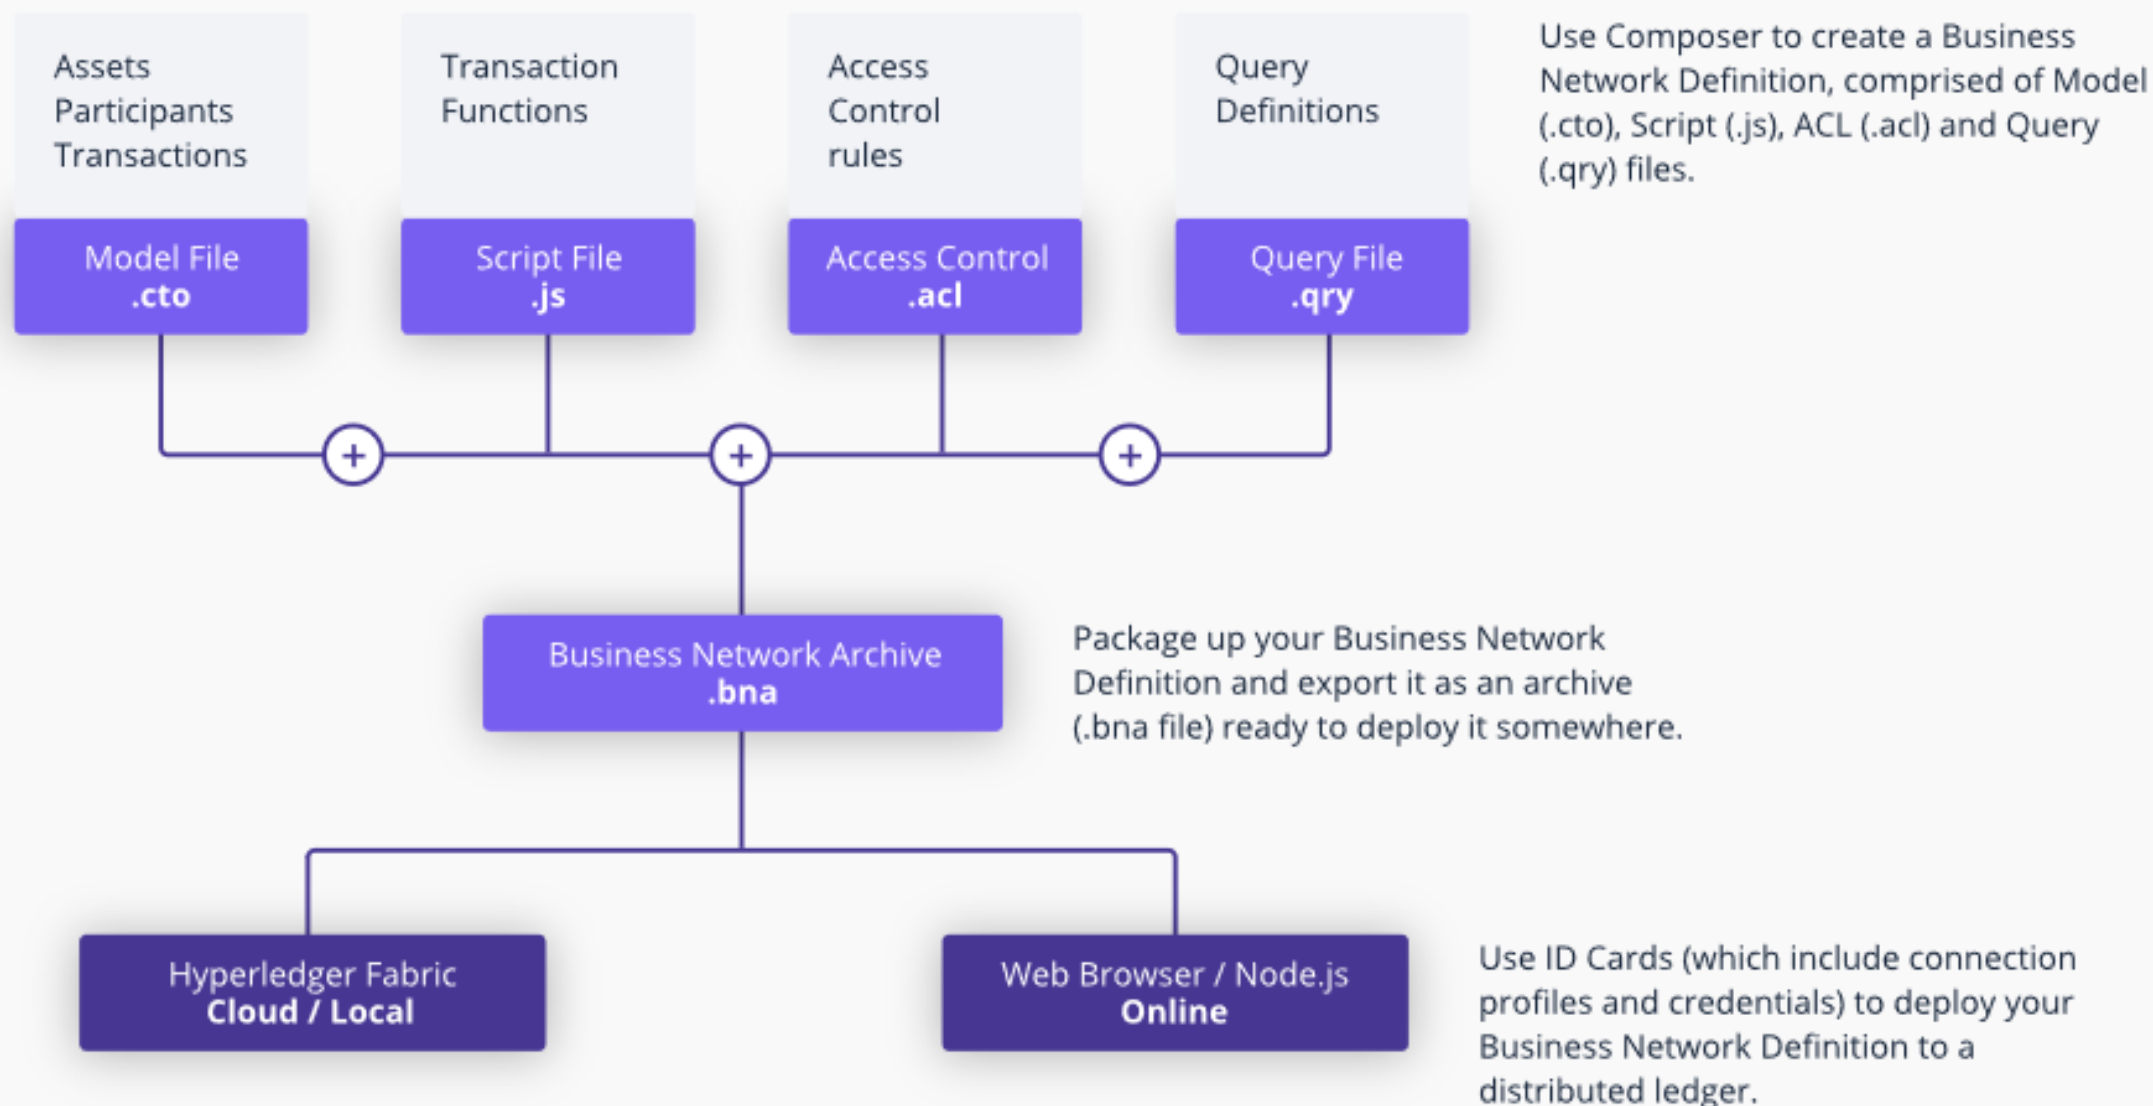 Assets
Participants
Transactions
Model File
.cto
Transaction
Functions
Script File
.js
Access
Control
rules
Access Control
.acl
Query
Definitions
Query File
.qry
Use Composer to create a Business
Network Definition, comprised of Model
(.cto), Script (.js), ACL (.acl) and Query
(.qry) files.
+
+
+
Business Network Archive
.bna
Package up your Business Network
Definition and export it as an archive
(.bna file) ready to deploy it somewhere.
Hyperledger Fabric
Cloud / Local
Web Browser / Node.js
Online
Use ID Cards (which include connection
profiles and credentials) to deploy your
Business Network Definition to a
distributed ledger.